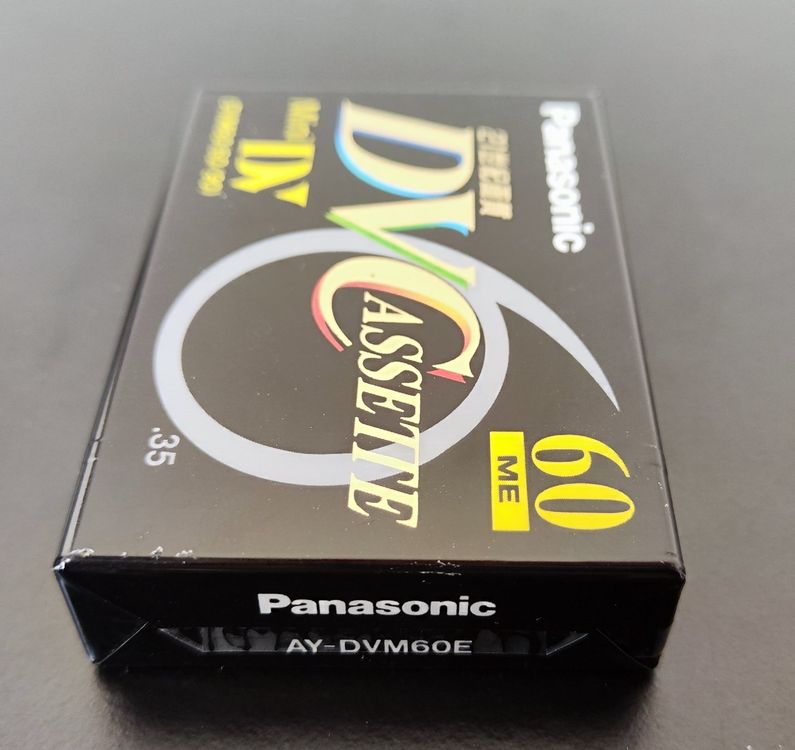 Panasonic
DV
CASSETTE
Mini
DV
60
ME
.35
Panasonic
AY-DVM60E